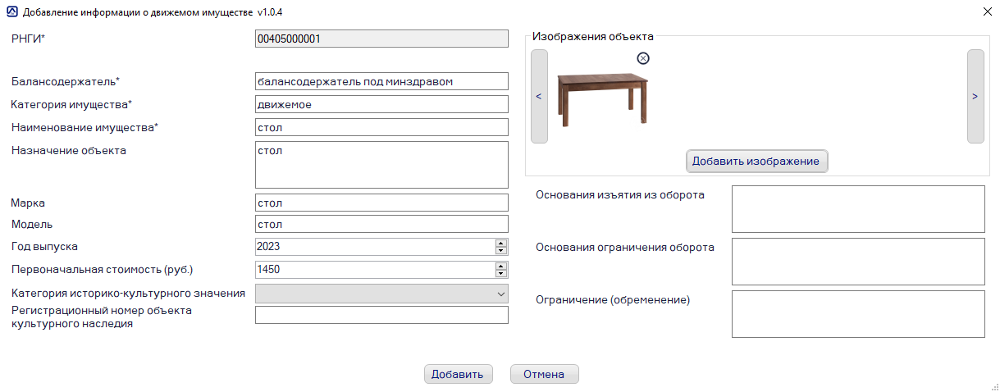 Добавление информации о движемом имуществе v1.0.4
РНГИ*
00405000001
Балансодержатель*
балансодержатель под минздравом
Категория имущества*
движемое
Наименование имущества*
стол
Назначение объекта
стол
Марка
стол
Модель
стол
Год выпуска
2023
Первоначальная стоимость (руб.)
1450
Категория историко-культурного значения
Регистрационный номер объекта
культурного наследия
Изображения объекта
<
>
Добавить изображение
Основания изъятия из оборота
Основания ограничения оборота
Ограничение (обременение)
Добавить
Отмена